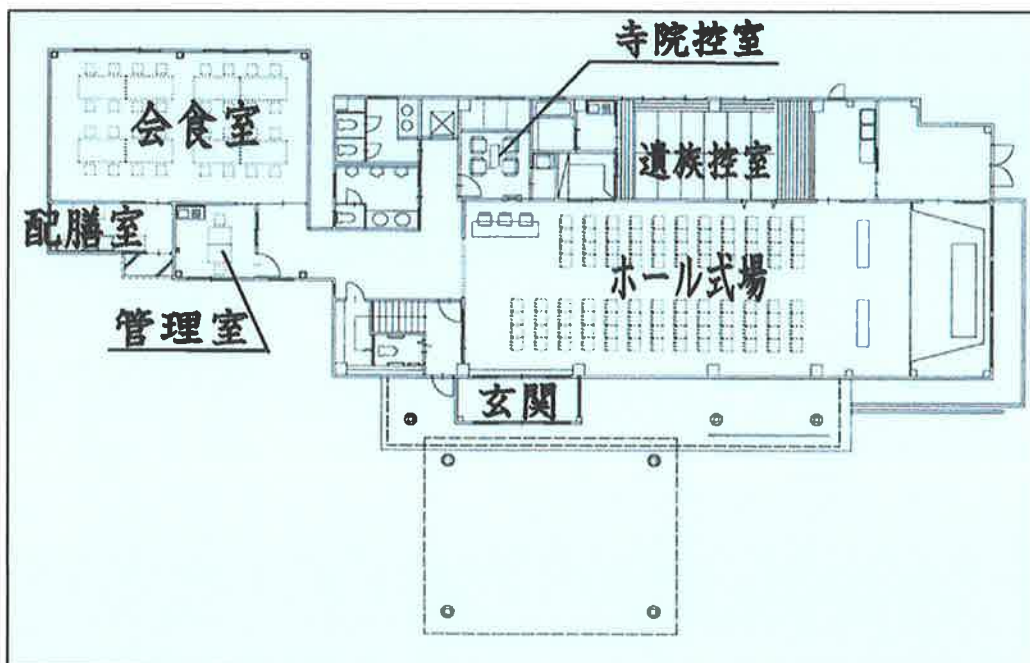 寺院控室
会食室
遺族控室
配膳室
ホール式場
管理室
玄関